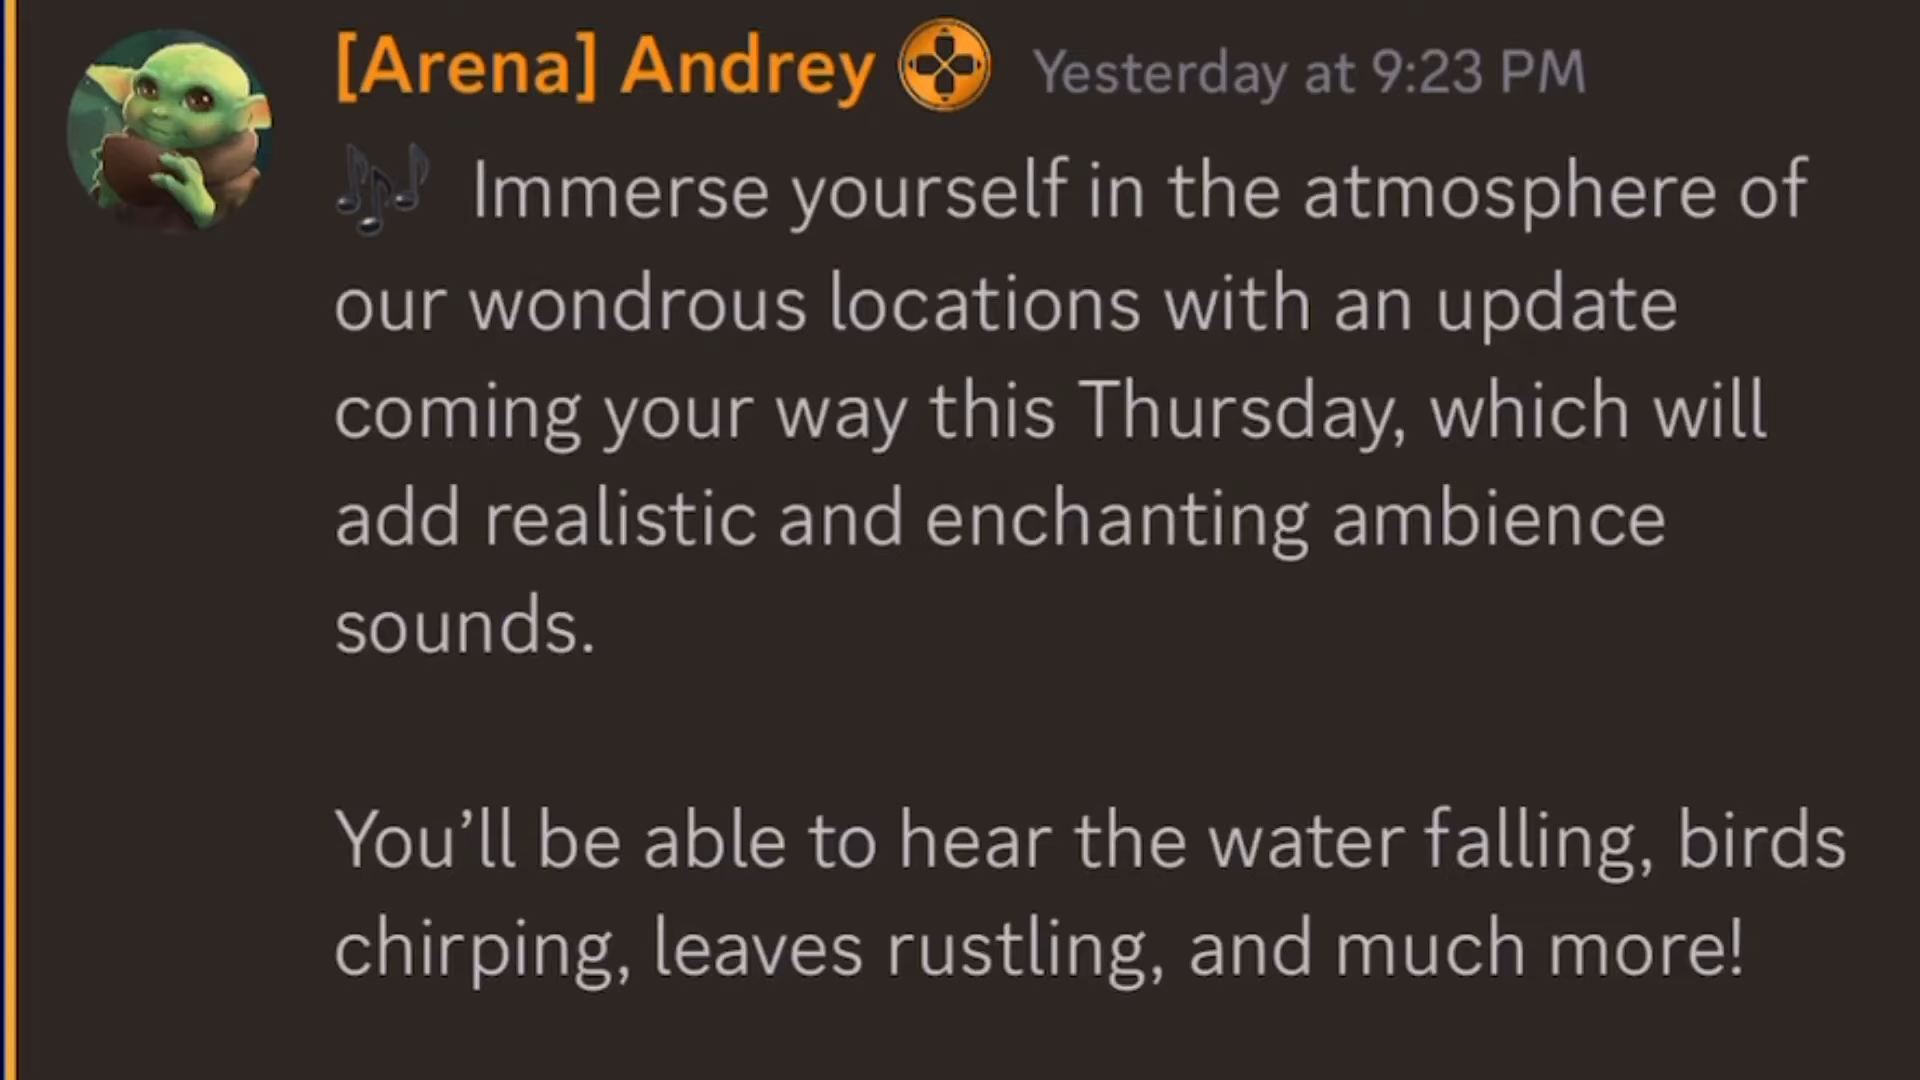 [Arena] Andrey Yesterday at 9:23 PM
🎶 Immerse yourself in the atmosphere of
our wondrous locations with an update
coming your way this Thursday, which will
add realistic and enchanting ambience
sounds.
You’ll be able to hear the water falling, birds
chirping, leaves rustling, and much more!